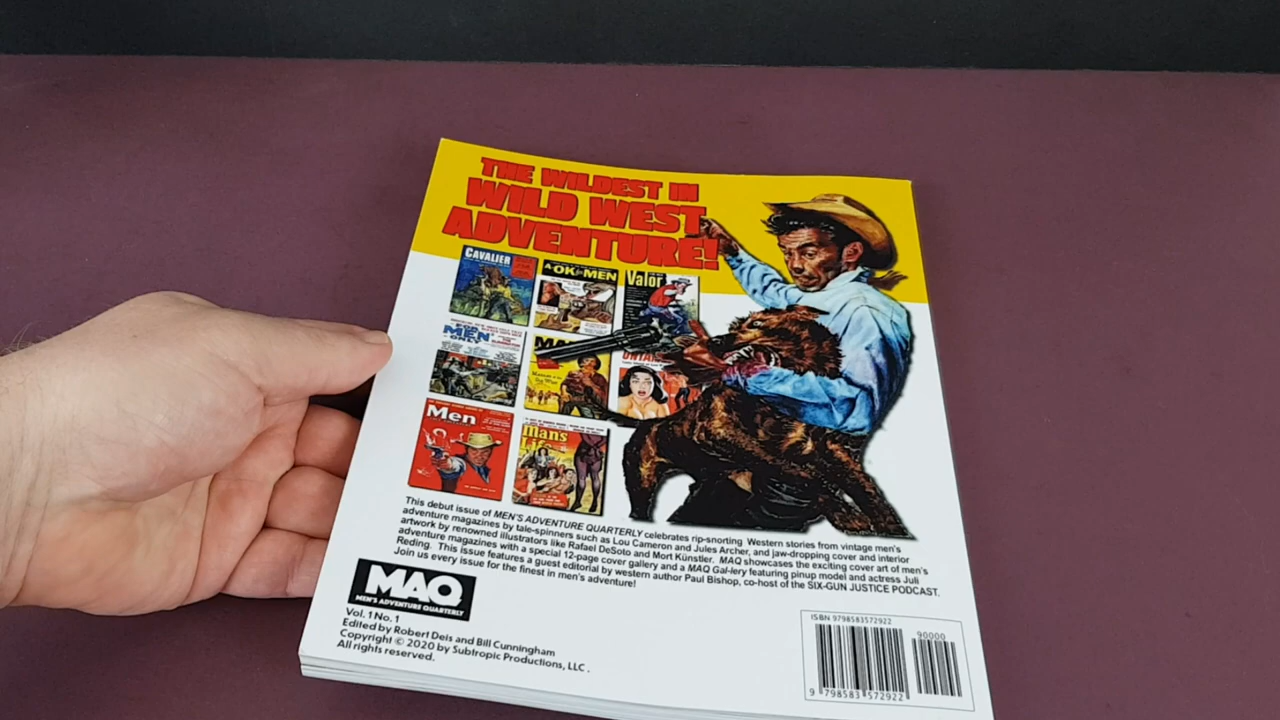 THE WILDEST IN
WILD WEST
ADVENTURE!
CAVALIER
A-OK FOR MEN
Valor
FOR
MEN
ONLY
Men
Man's
Life
This debut issue of MEN'S ADVENTURE QUARTERLY celebrates rip-snorting Western stories from vintage men's
adventure magazines by tale-spinners such as Lou Cameron and Jules Archer, and jaw-dropping cover and interior
artwork by renowned illustrators like Rafael DeSoto and Mort Künstler. MAQ showcases the exciting cover art of men's
adventure magazines with a special 12-page cover gallery and a MAQ Gal-lery featuring pinup model and actress Juli
Reding. This issue features a guest editorial by western author Paul Bishop, co-host of the SIX-GUN JUSTICE PODCAST.
Join us every issue for the finest in men's adventure!
MAQ
MEN'S ADVENTURE QUARTERLY
Vol. 1 No. 1
Edited by Robert Deis and Bill Cunningham
Copyright © 2020 by Subtropic Productions, LLC .
All rights reserved.
ISBN 9798583572922
90000
9 798583 572922